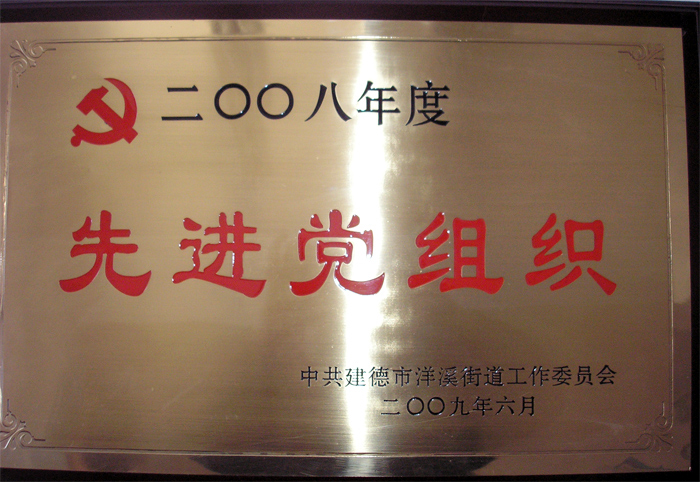 二〇〇八年度
先进党组织
中共建德市洋溪街道工作委员会
二〇〇九年六月